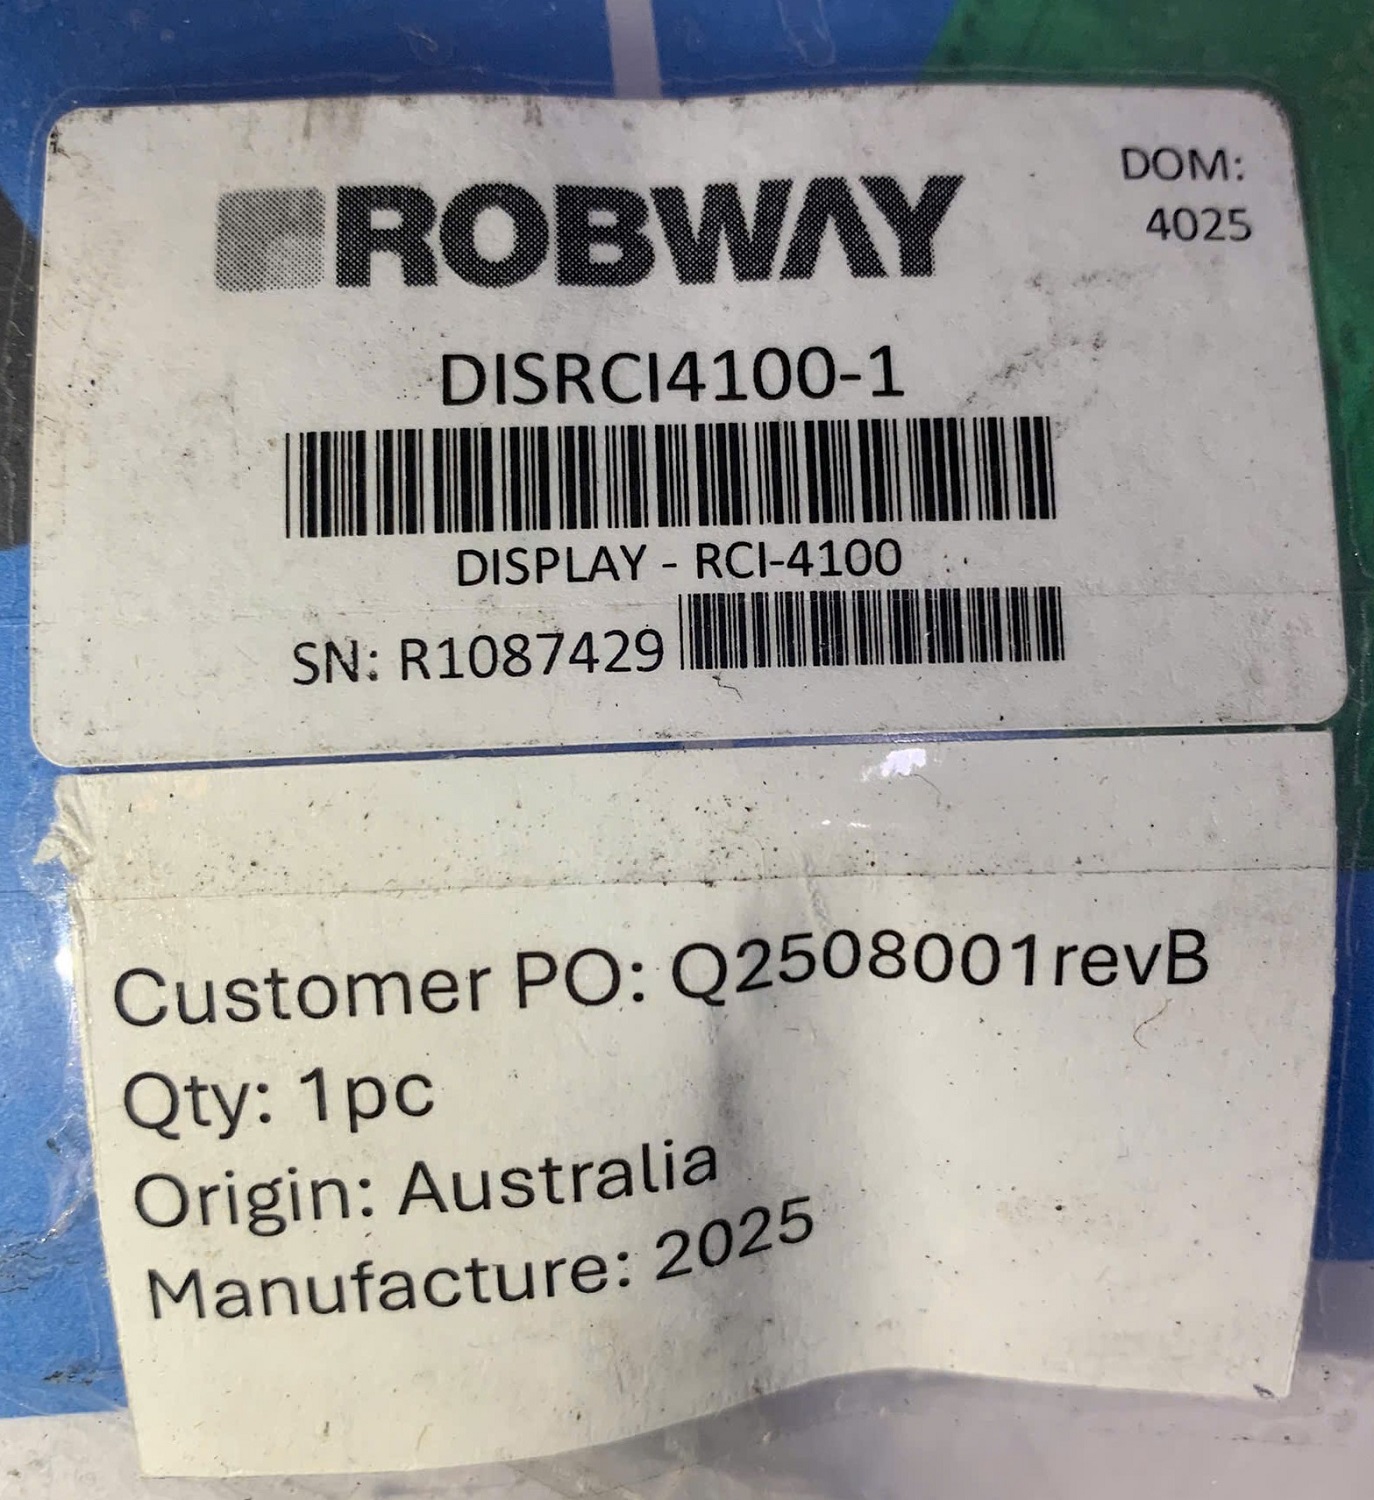 ROBWAY
DOM:
4025
DISRCI4100-1
DISPLAY - RCI-4100
SN: R1087429
Customer PO: Q2508001revB
Qty: 1pc
Origin: Australia
Manufacture: 2025